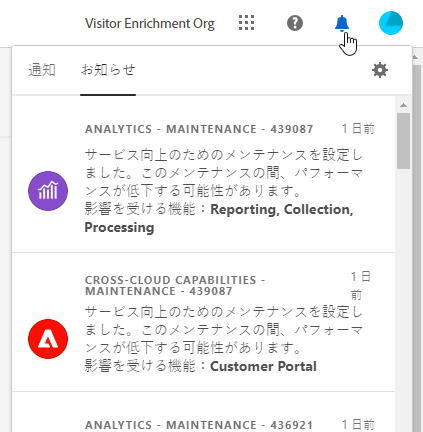 Visitor Enrichment Org
通知 お知らせ
ANALYTICS - MAINTENANCE - 439087 1 日前
サービス向上のためのメンテナンスを設定し
ました。このメンテナンスの間、パフォーマ
ンスが低下する可能性があります。
影響を受ける機能：Reporting, Collection,
Processing
CROSS-CLOUD CAPABILITIES - 1 日
MAINTENANCE - 439087 前
サービス向上のためのメンテナンスを設定し
ました。このメンテナンスの間、パフォーマ
ンスが低下する可能性があります。
影響を受ける機能：Customer Portal
ANALYTICS - MAINTENANCE - 436921 1 日前